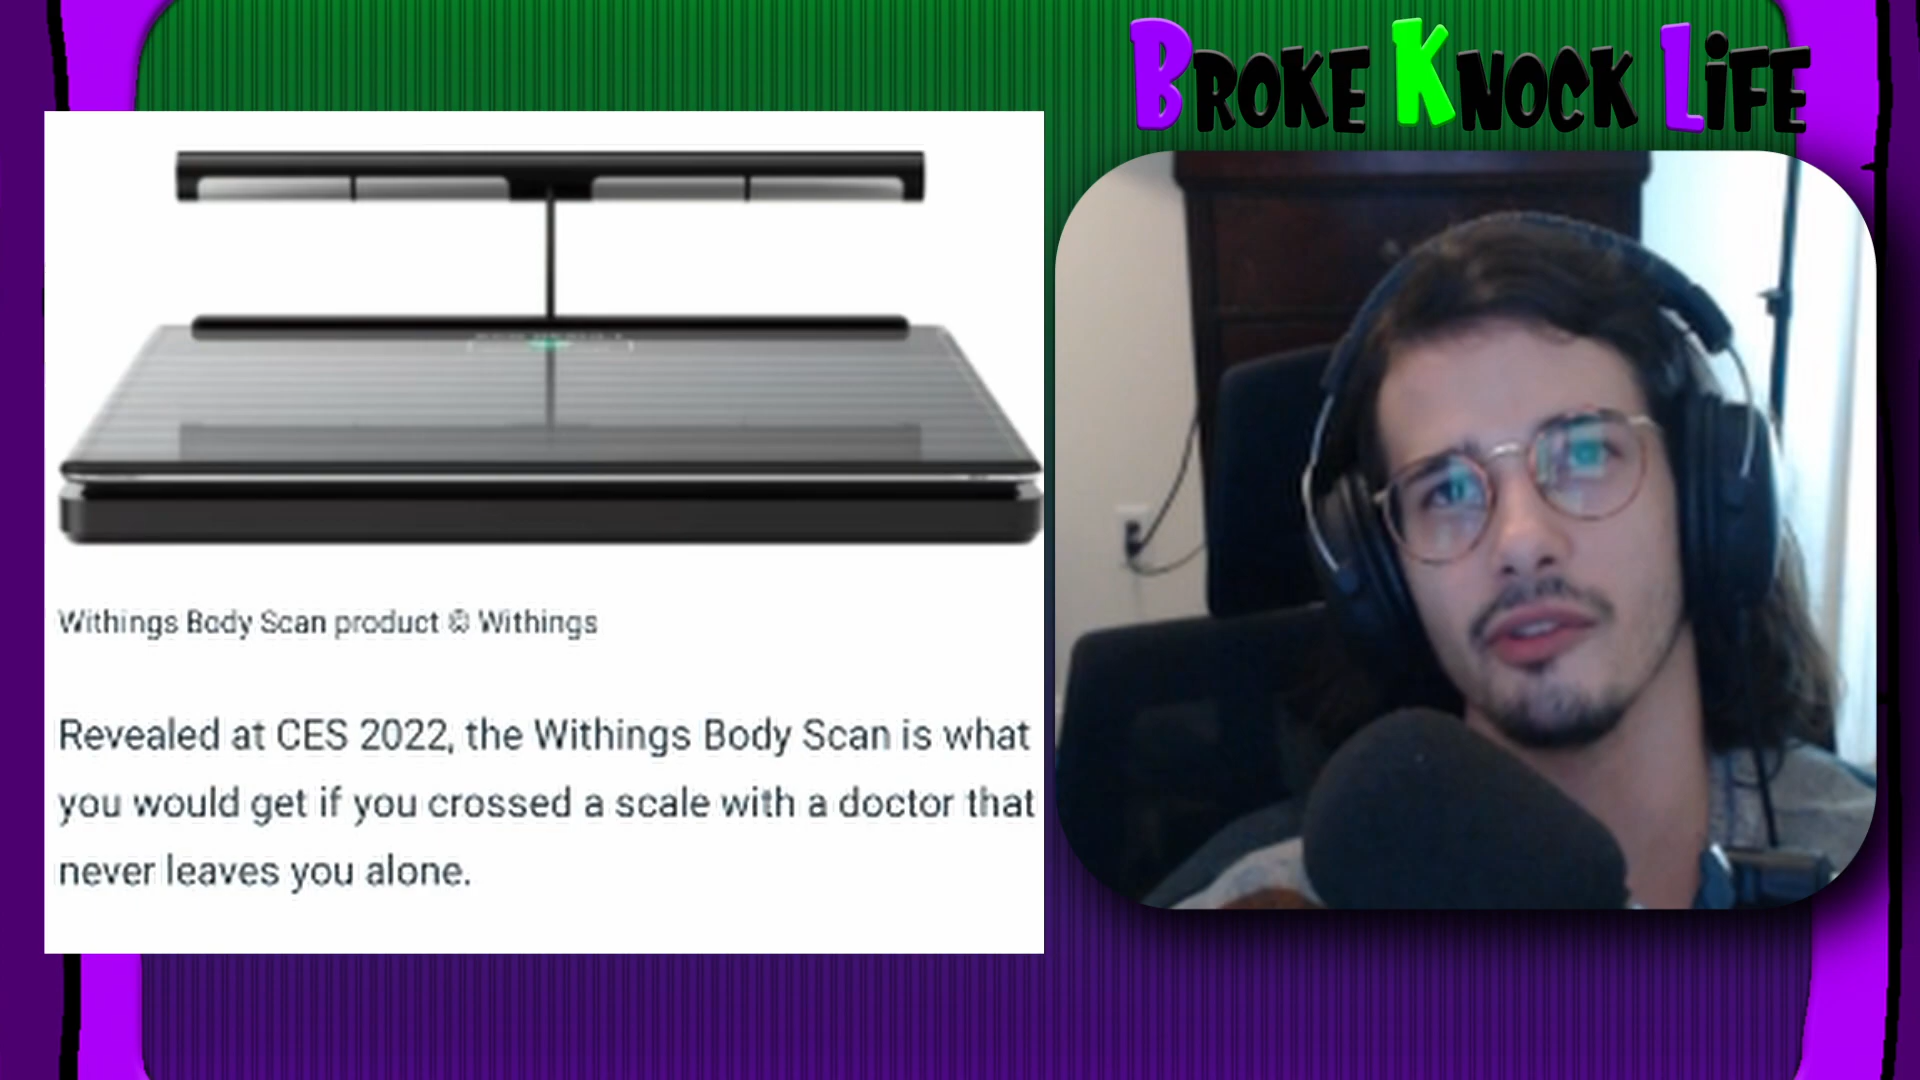 Broke Knock Life
Withings Body Scan product © Withings
Revealed at CES 2022, the Withings Body Scan is what
you would get if you crossed a scale with a doctor that
never leaves you alone.